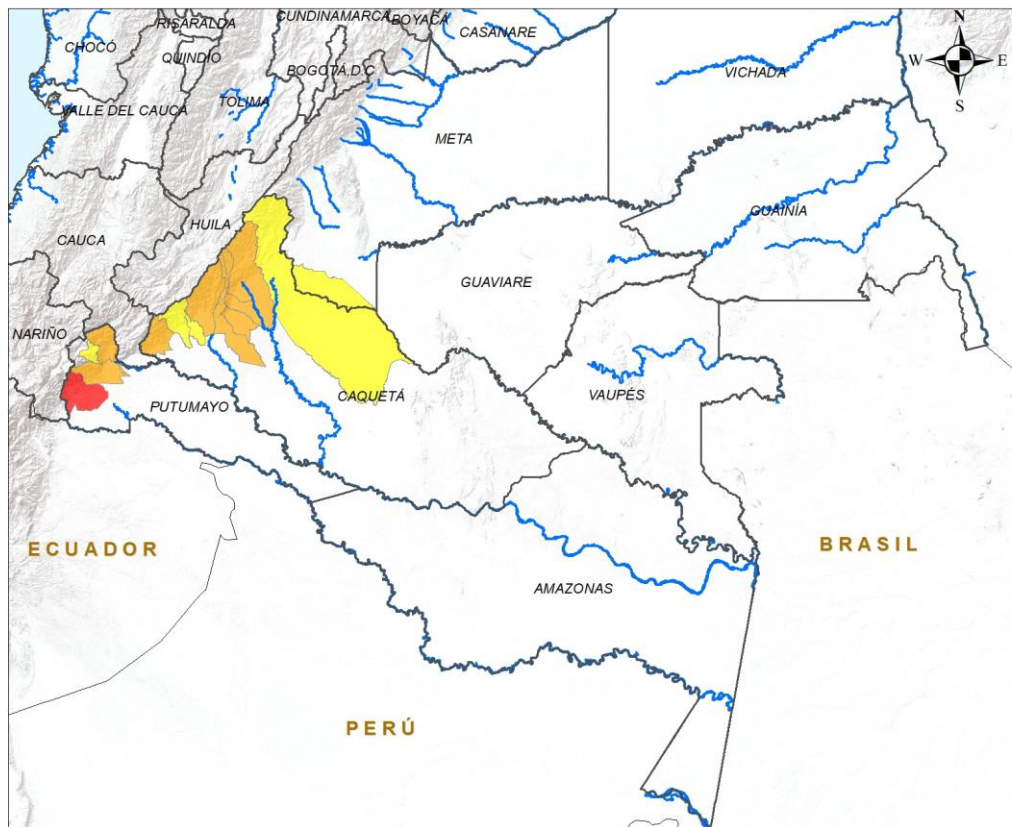 RISARALDA
CUNDINAMARCA
BOYACÁ
CASANARE
N
CHOCÓ
QUINDIO
BOGOTÁ D.C
VICHADA
W
E
S
TOLIMA
VALLE DEL CAUCA
META
GUAINÍA
HUILA
CAUCA
GUAVIARE
NARIÑO
CAQUETÁ
VAUPÉS
PUTUMAYO
ECUADOR
BRASIL
AMAZONAS
PERÚ